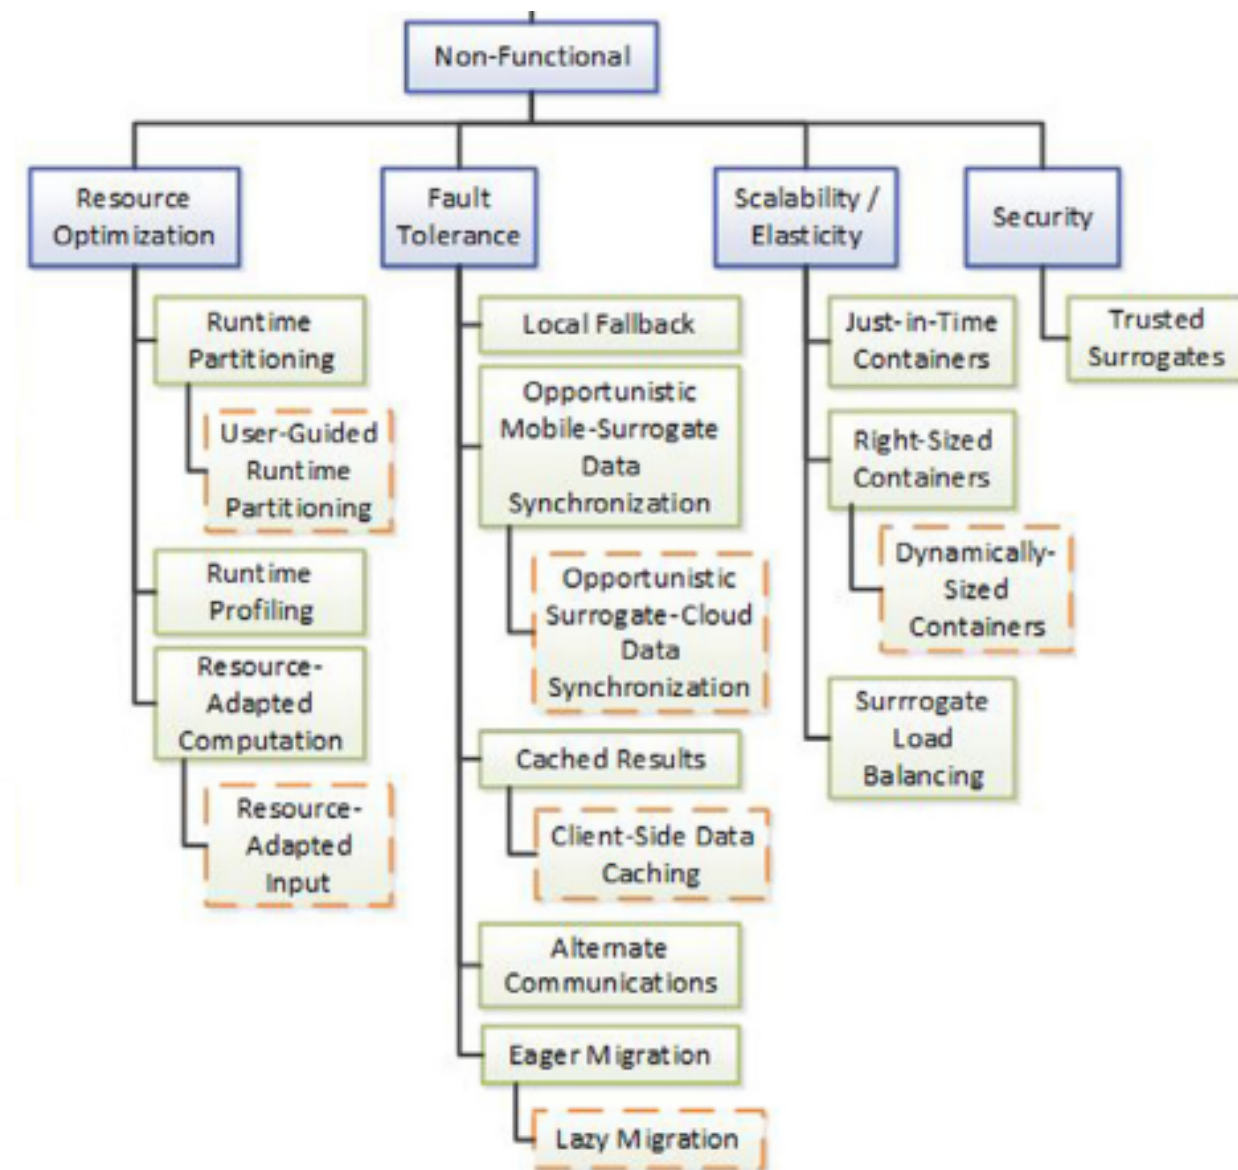 Non-Functional
Resource
Optimization
Fault
Tolerance
Scalability /
Elasticity
Security
Runtime
Partitioning
User-Guided
Runtime
Partitioning
Runtime
Profiling
Resource-
Adapted
Computation
Resource-
Adapted
Input
Local Fallback
Opportunistic
Mobile-Surrogate
Data
Synchronization
Opportunistic
Surrogate-Cloud
Data
Synchronization
Cached Results
Client-Side Data
Caching
Alternate
Communications
Eager Migration
Lazy Migration
Just-in-Time
Containers
Right-Sized
Containers
Dynamically-
Sized
Containers
Surrrogate
Load
Balancing
Trusted
Surrogates